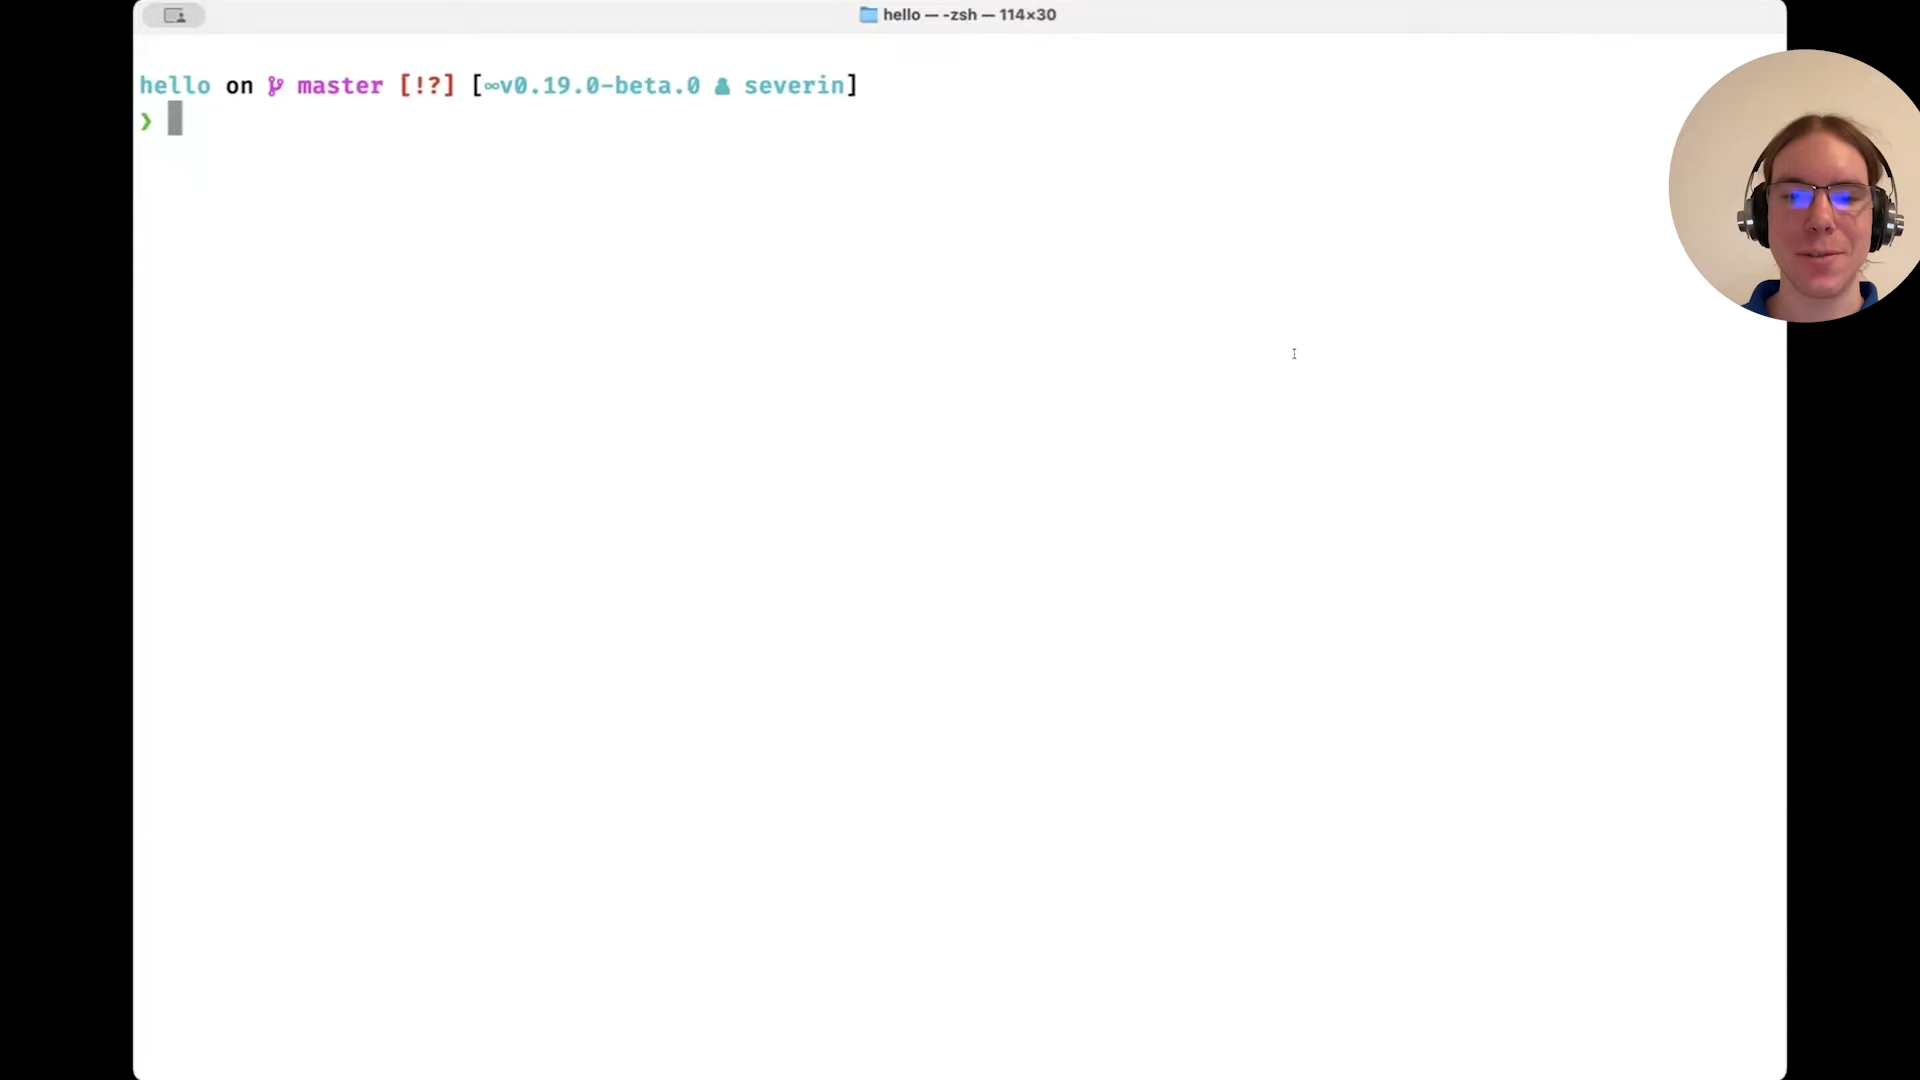 hello — -zsh — 114×30
hello on master [!?] [∞v0.19.0-beta.0 severin]
❯